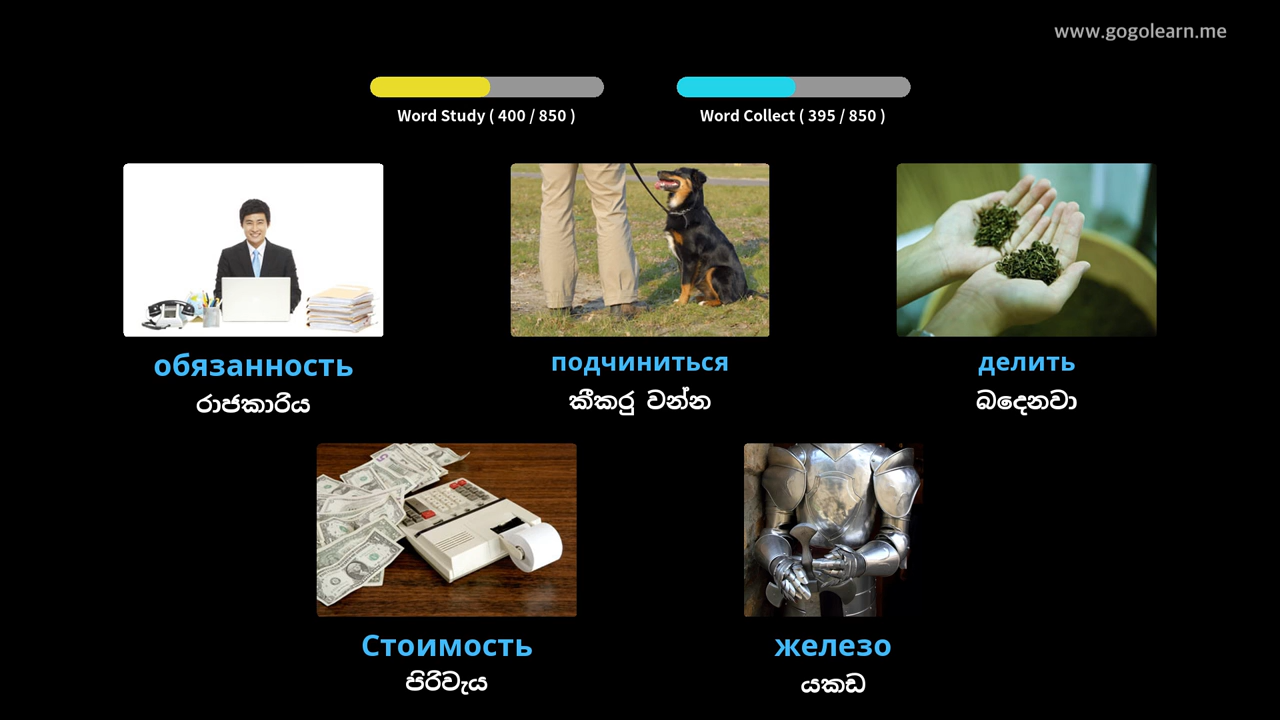 www.gogolearn.me
Word Study ( 400 / 850 )
Word Collect ( 395 / 850 )
обязанность
රාජකාරිය
подчиниться
කීකරු වන්න
делить
බදෙනවා
Стоимость
පිරිවැය
железо
යකඩ